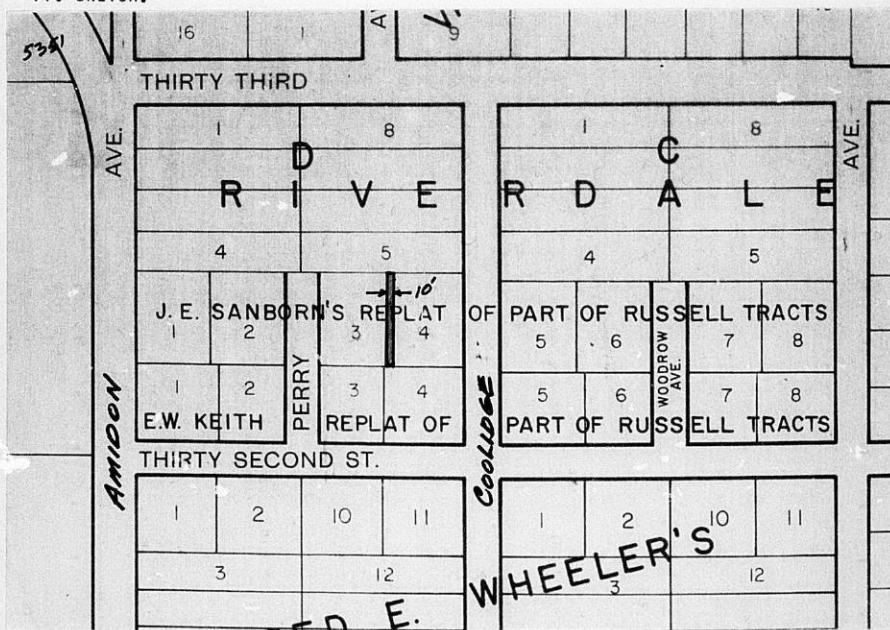 5351
16
1
A
V
9
THIRTY THIRD
AVE.
AVE.
1 8 1 8
D C
RIVE RDALE
4 5 4 5
10'
J. E. SANBORN'S REPLAT OF PART OF RUSSELL TRACTS
1 2 3 4 5 6 7 8
PERRY
WOODROW AVE.
1 2 3 4 5 6 7 8
E.W. KEITH REPLAT OF PART OF RUSSELL TRACTS
AMIDON
COOLIDGE
THIRTY SECOND ST.
1 2 10 11 1 2 10 11
3 12 3 12
WHEELER'S
E.